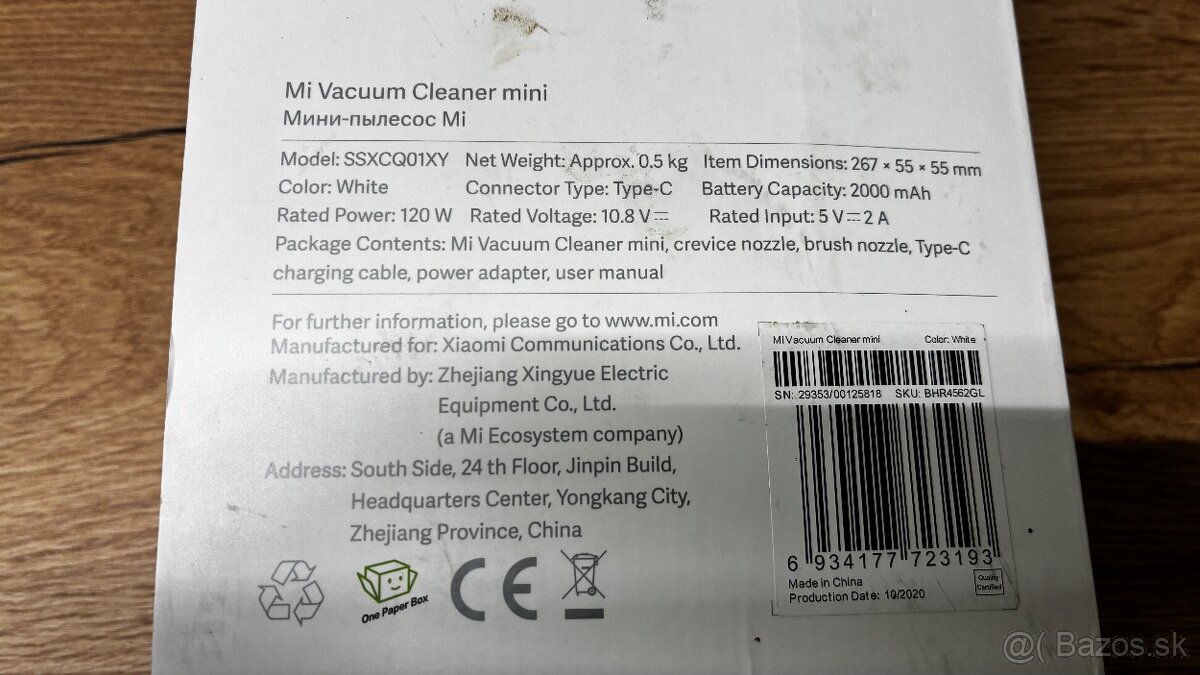 Mi Vacuum Cleaner mini
Мини-пылесос Mi
Model: SSXCQ01XY Net Weight: Approx. 0.5 kg Item Dimensions: 267 × 55 × 55 mm
Color: White Connector Type: Type-C Battery Capacity: 2000 mAh
Rated Power: 120 W Rated Voltage: 10.8 V⎓ Rated Input: 5 V⎓2 A
Package Contents: Mi Vacuum Cleaner mini, crevice nozzle, brush nozzle, Type-C
charging cable, power adapter, user manual
For further information, please go to www.mi.com
Manufactured for: Xiaomi Communications Co., Ltd.
Manufactured by: Zhejiang Xingyue Electric
Equipment Co., Ltd.
(a Mi Ecosystem company)
Address: South Side, 24 th Floor, Jinpin Build,
Headquarters Center, Yongkang City,
Zhejiang Province, China
One Paper Box
CE
Mi Vacuum Cleaner mini Color: White
SN: 29353/00125818 SKU: BHR4562GL
6 934177 723193
Made in China
Production Date: 10/2020
Quality
Certified
@( Bazos.sk